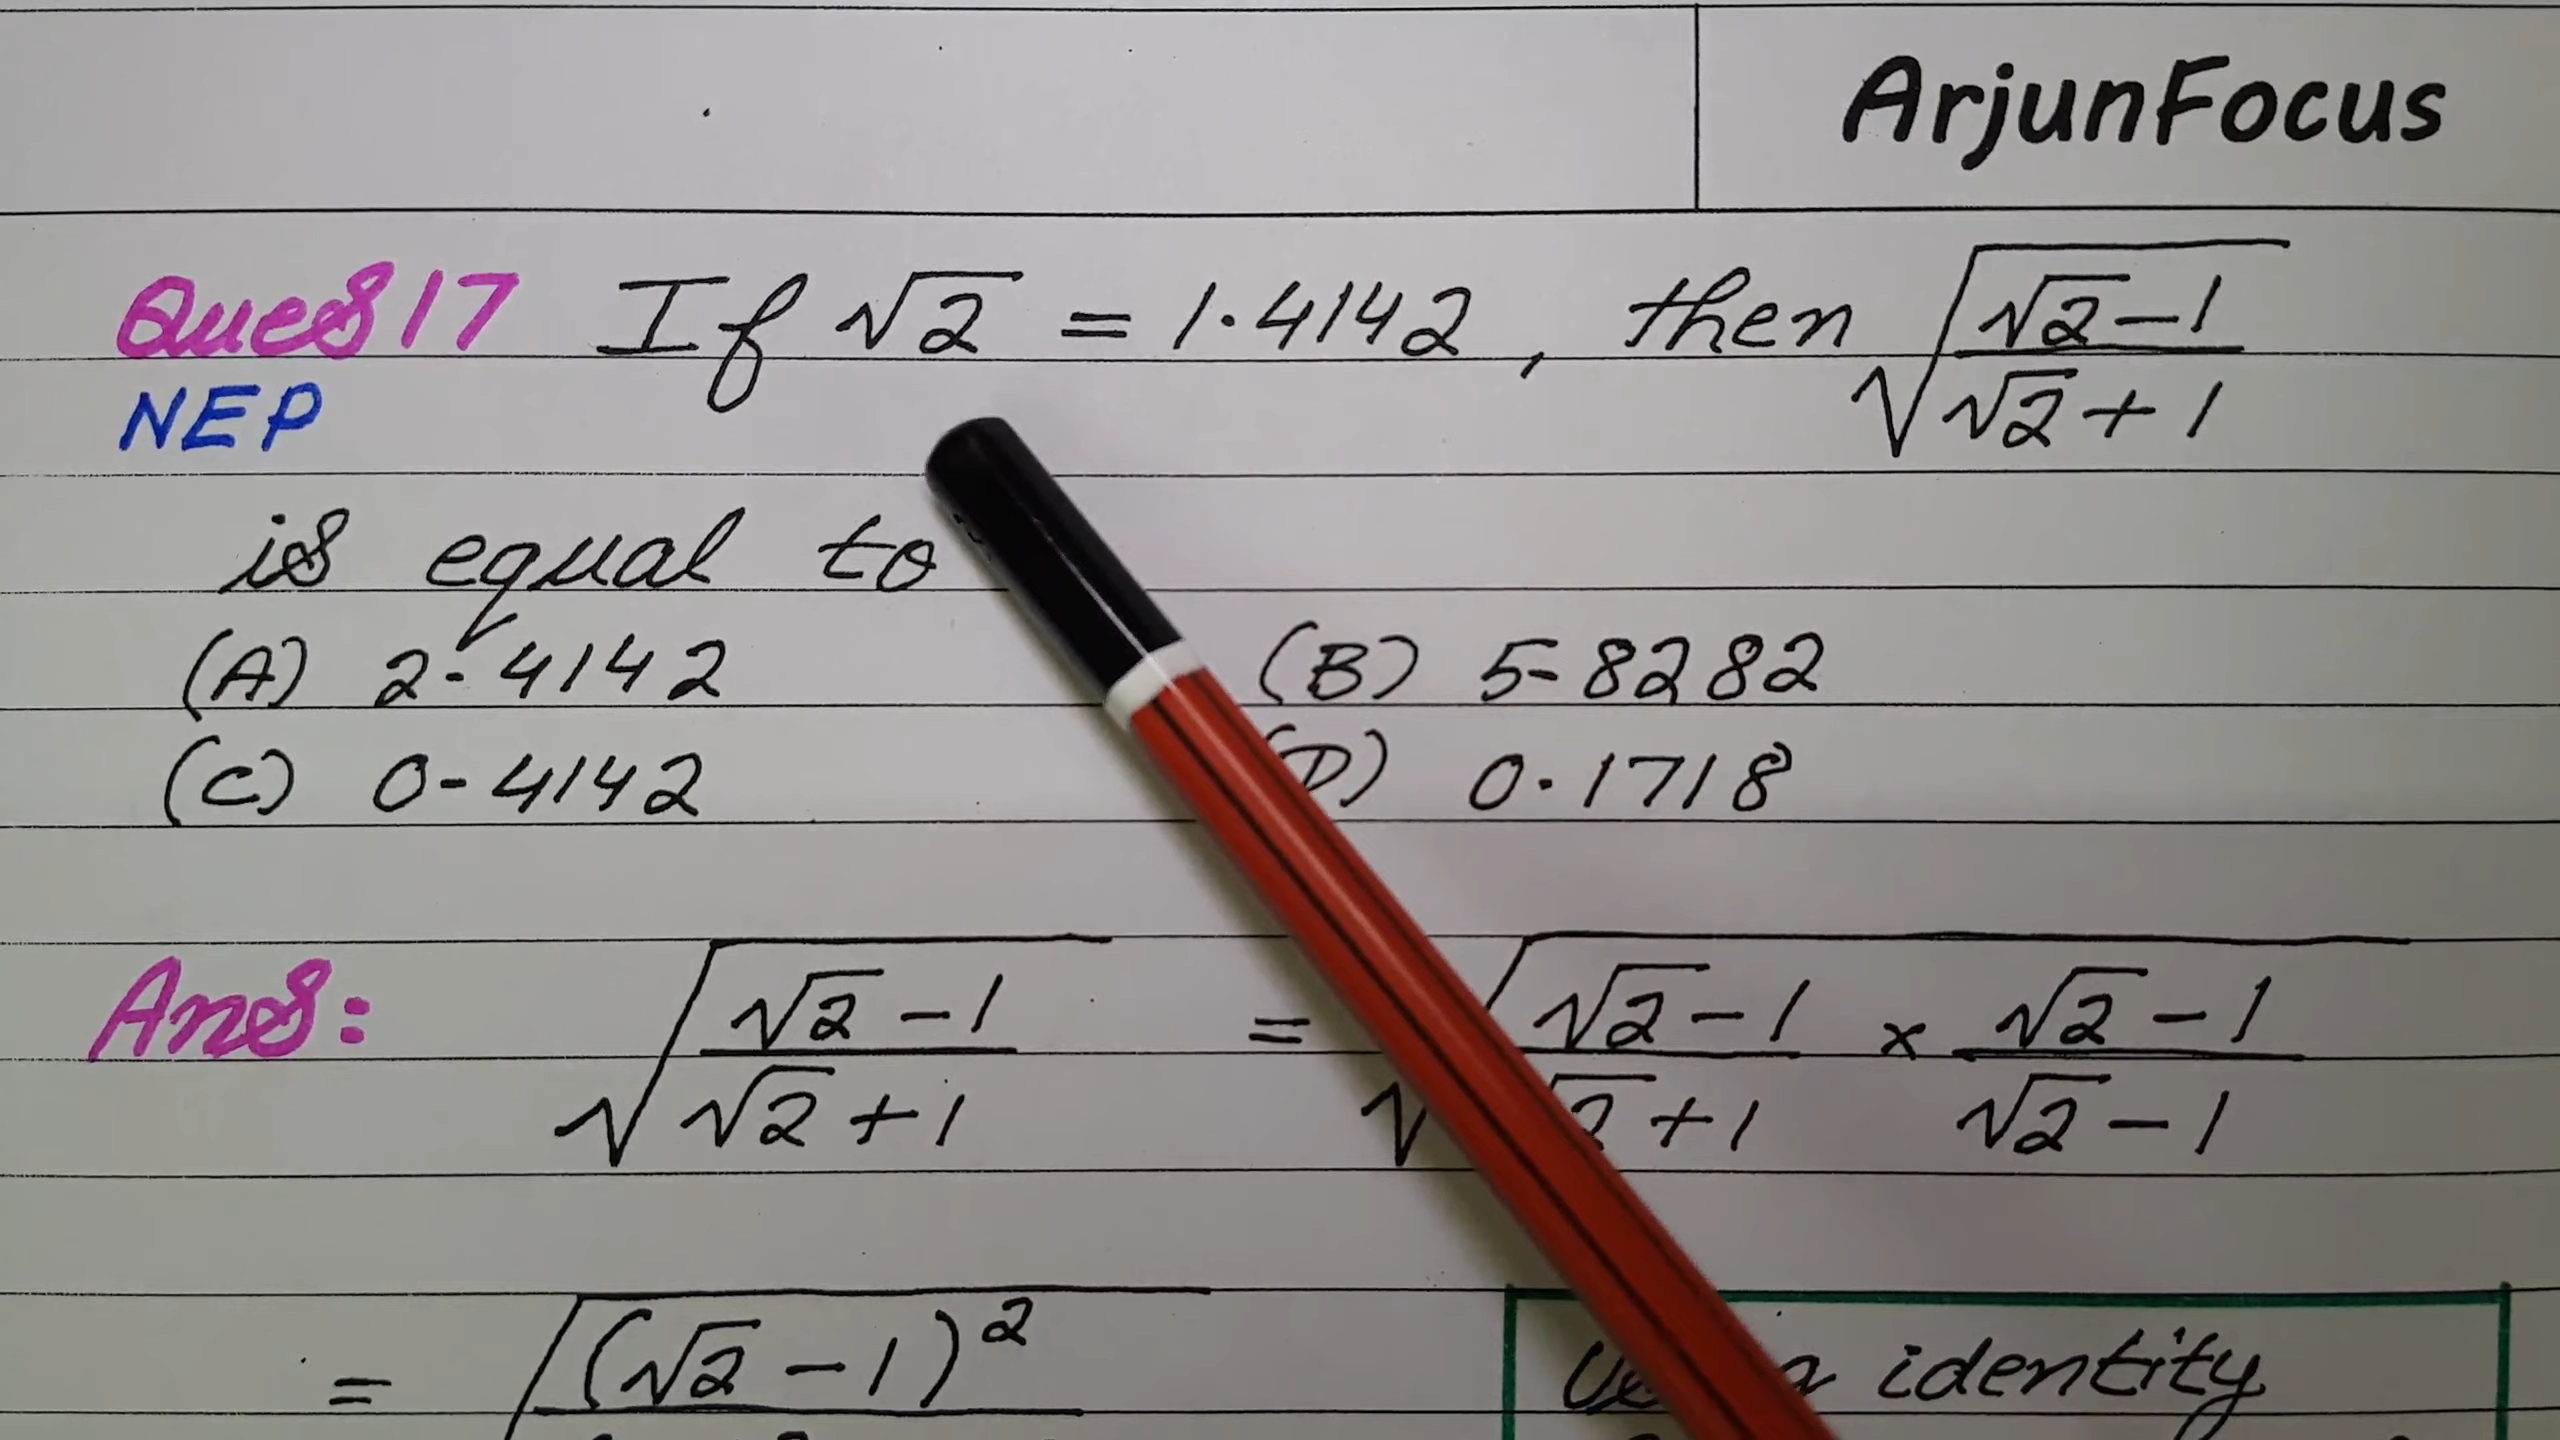 ArjunFocus
Ques 17 If √2 = 1.4142, then √((√2-1)/(√2+1))
NEP
is equal to
(A) 2.4142 (B) 5.8282
(C) 0.4142 (D) 0.1718
Ans: √((√2-1)/(√2+1)) = √((√2-1)/(√2+1) × (√2-1)/(√2-1))
= √((√2-1)²
identity